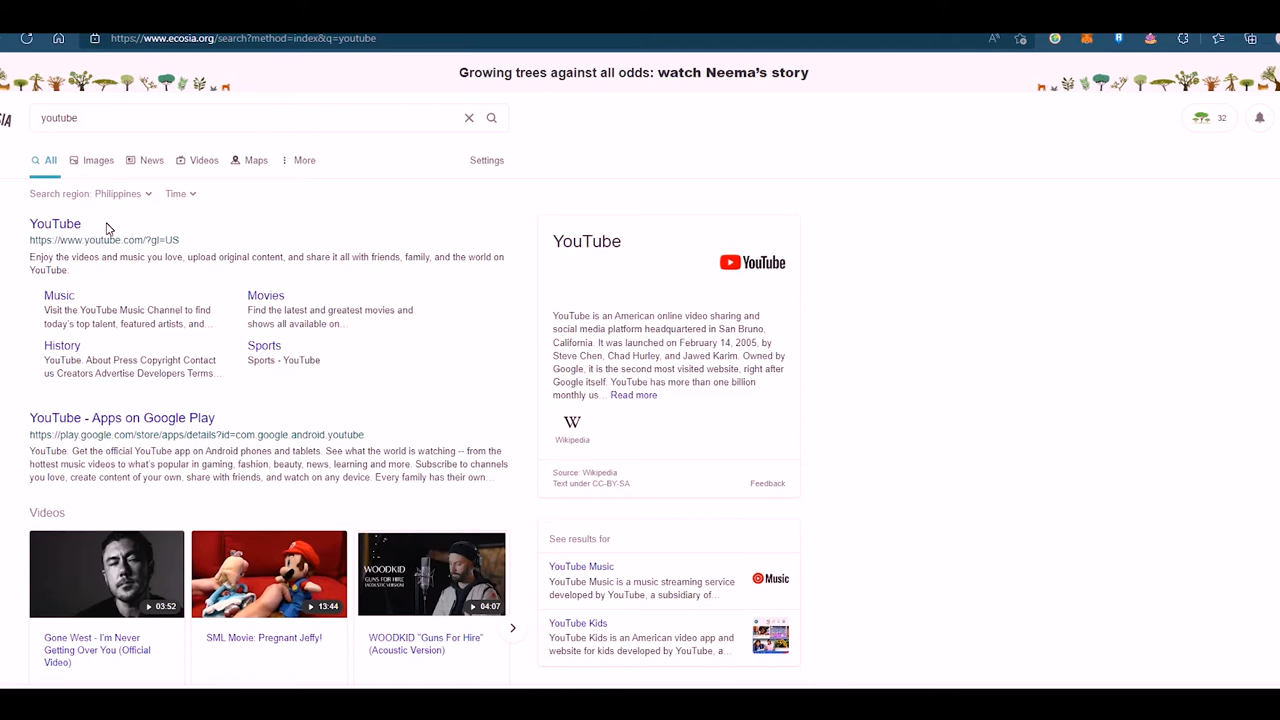 https://www.ecosia.org/search?method=index&q=youtube
Growing trees against all odds: watch Neema's story
SIA
youtube
32
All
Images
News
Videos
Maps
More
Settings
Search region: Philippines
Time
YouTube
https://www.youtube.com/?gl=US
Enjoy the videos and music you love, upload original content, and share it all with friends, family, and the world on
YouTube.
Music
Visit the YouTube Music Channel to find
today's top talent, featured artists, and...
Movies
Find the latest and greatest movies and
shows all available on...
History
YouTube. About Press Copyright Contact
us Creators Advertise Developers Terms...
Sports
Sports - YouTube
YouTube - Apps on Google Play
https://play.google.com/store/apps/details?id=com.google.android.youtube
YouTube. Get the official YouTube app on Android phones and tablets. See what the world is watching -- from the
hottest music videos to what's popular in gaming, fashion, beauty, news, learning and more. Subscribe to channels
you love, create content of your own, share with friends, and watch on any device. Every family has their own...
Videos
03:52
13:44
WOODKID
GUNS FOR HIRE
(ACOUSTIC VERSION)
04:07
Gone West - I'm Never
Getting Over You (Official
Video)
SML Movie: Pregnant Jeffy!
WOODKID "Guns For Hire"
(Acoustic Version)
YouTube
YouTube
YouTube is an American online video sharing and
social media platform headquartered in San Bruno,
California. It was launched on February 14, 2005, by
Steve Chen, Chad Hurley, and Jawed Karim. Owned by
Google, it is the second most visited website, right after
Google itself. YouTube has more than one billion
monthly us... Read more
W
Wikipedia
Source: Wikipedia
Text under CC-BY-SA
Feedback
See results for
YouTube Music
YouTube Music is a music streaming service
developed by YouTube, a subsidiary of...
Music
YouTube Kids
YouTube Kids is an American video app and
website for kids developed by YouTube, a...